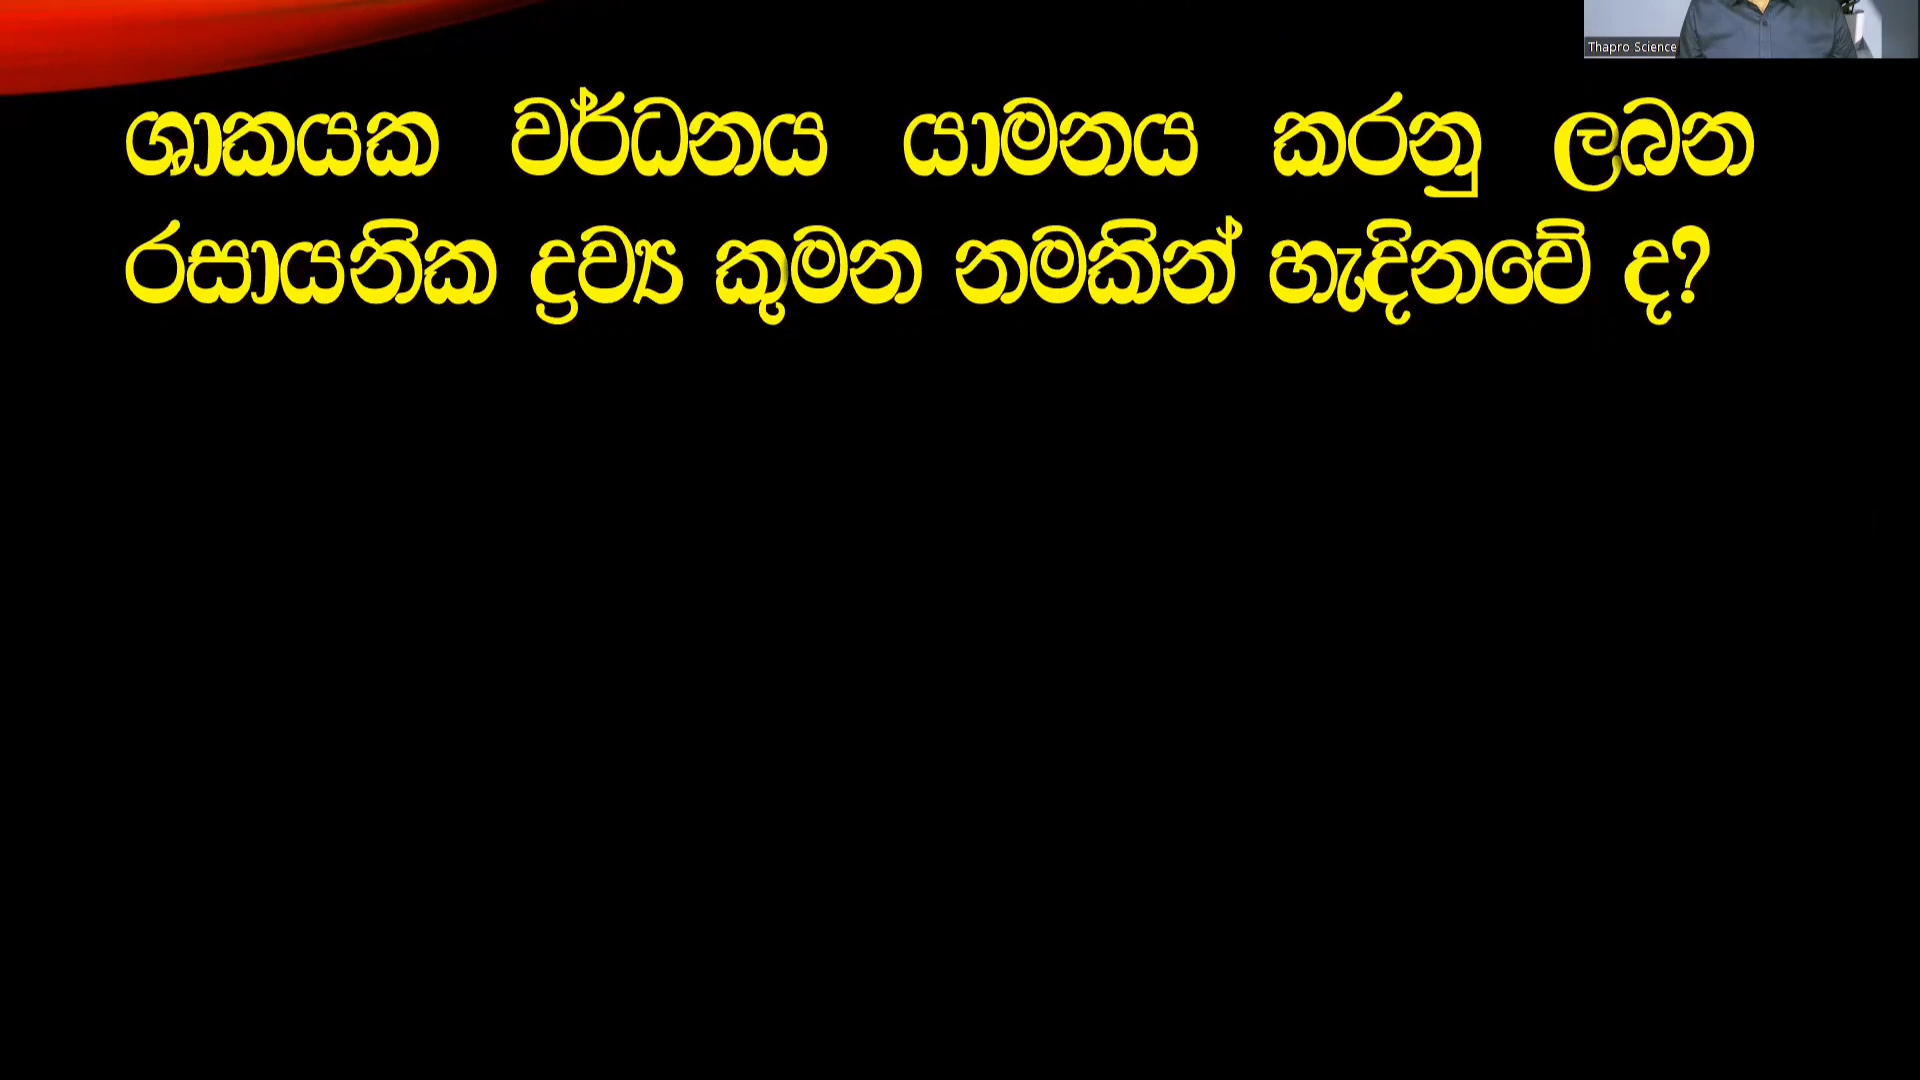 Thapro Science
ශාකයක වර්ධනය යාමනය කරනු ලබන
රසායනික ද්‍රව්‍ය කුමන නමකින් හැදිනවේ ද?